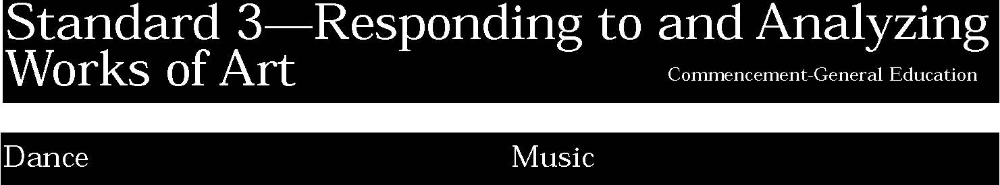 Standard 3—Responding to and Analyzing
Works of Art
Commencement-General Education
Dance
Music